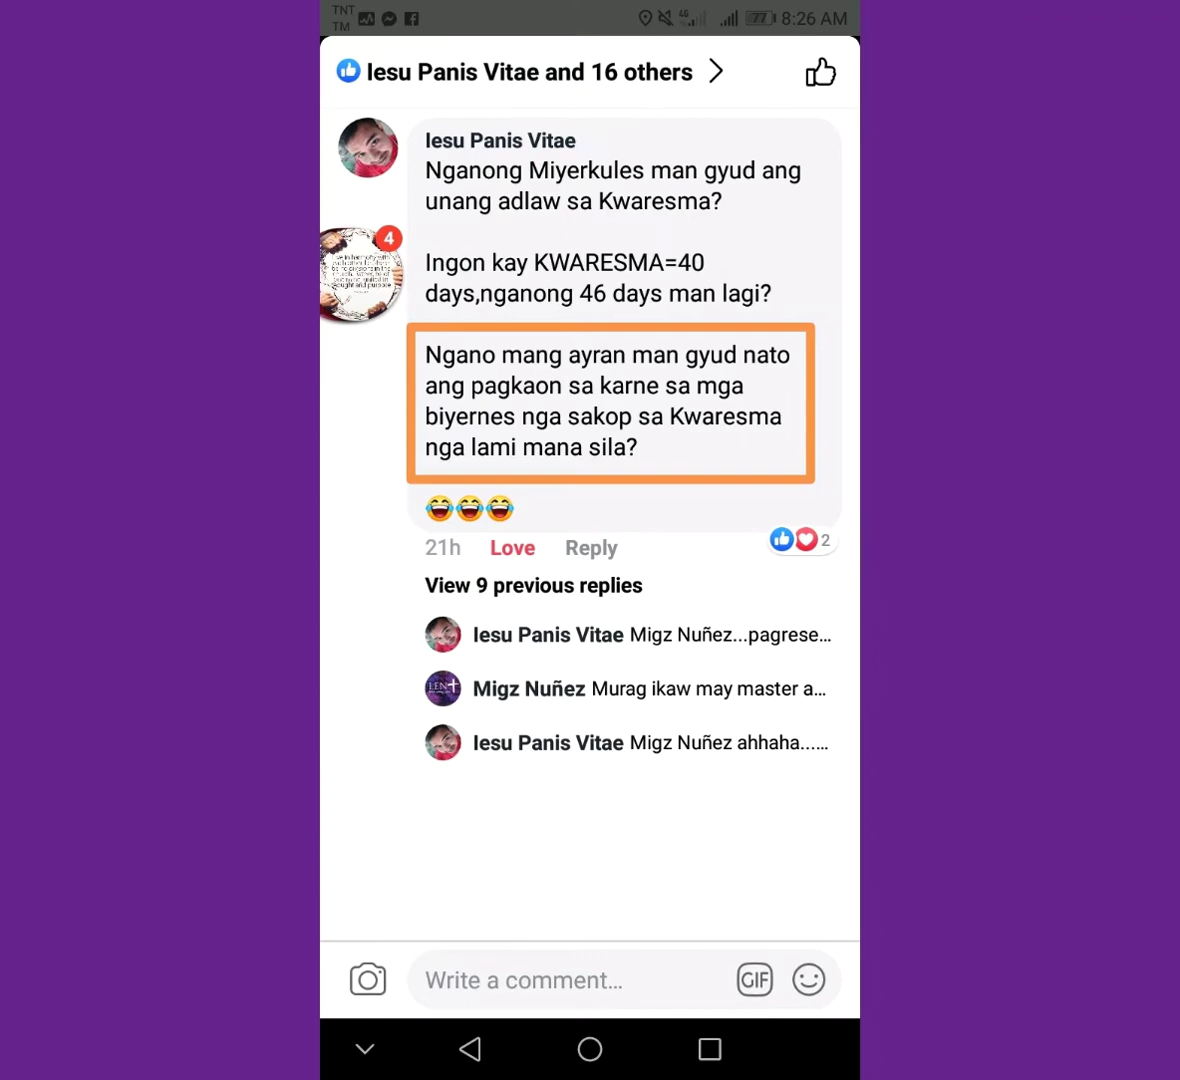 TNT
TM
4G
77
8:26 AM
Iesu Panis Vitae and 16 others
Iesu Panis Vitae
Nganong Miyerkules man gyud ang
unang adlaw sa Kwaresma?
4
Ingon kay KWARESMA=40
days,nganong 46 days man lagi?
Ngano mang ayran man gyud nato
ang pagkaon sa karne sa mga
biyernes nga sakop sa Kwaresma
nga lami mana sila?
😂😂😂
21h Love Reply 2
View 9 previous replies
Iesu Panis Vitae Migz Nuñez...pagrese...
LENT
Migz Nuñez Murag ikaw may master a...
Iesu Panis Vitae Migz Nuñez ahhaha......
Write a comment...
GIF